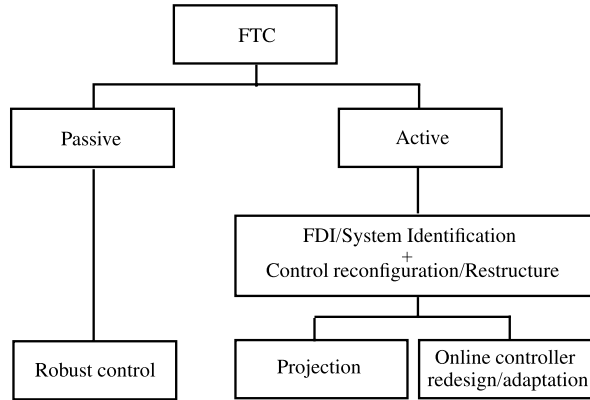 FTC
Passive
Active
FDI/System Identification
+
Control reconfiguration/Restructure
Robust control
Projection
Online controller
redesign/adaptation